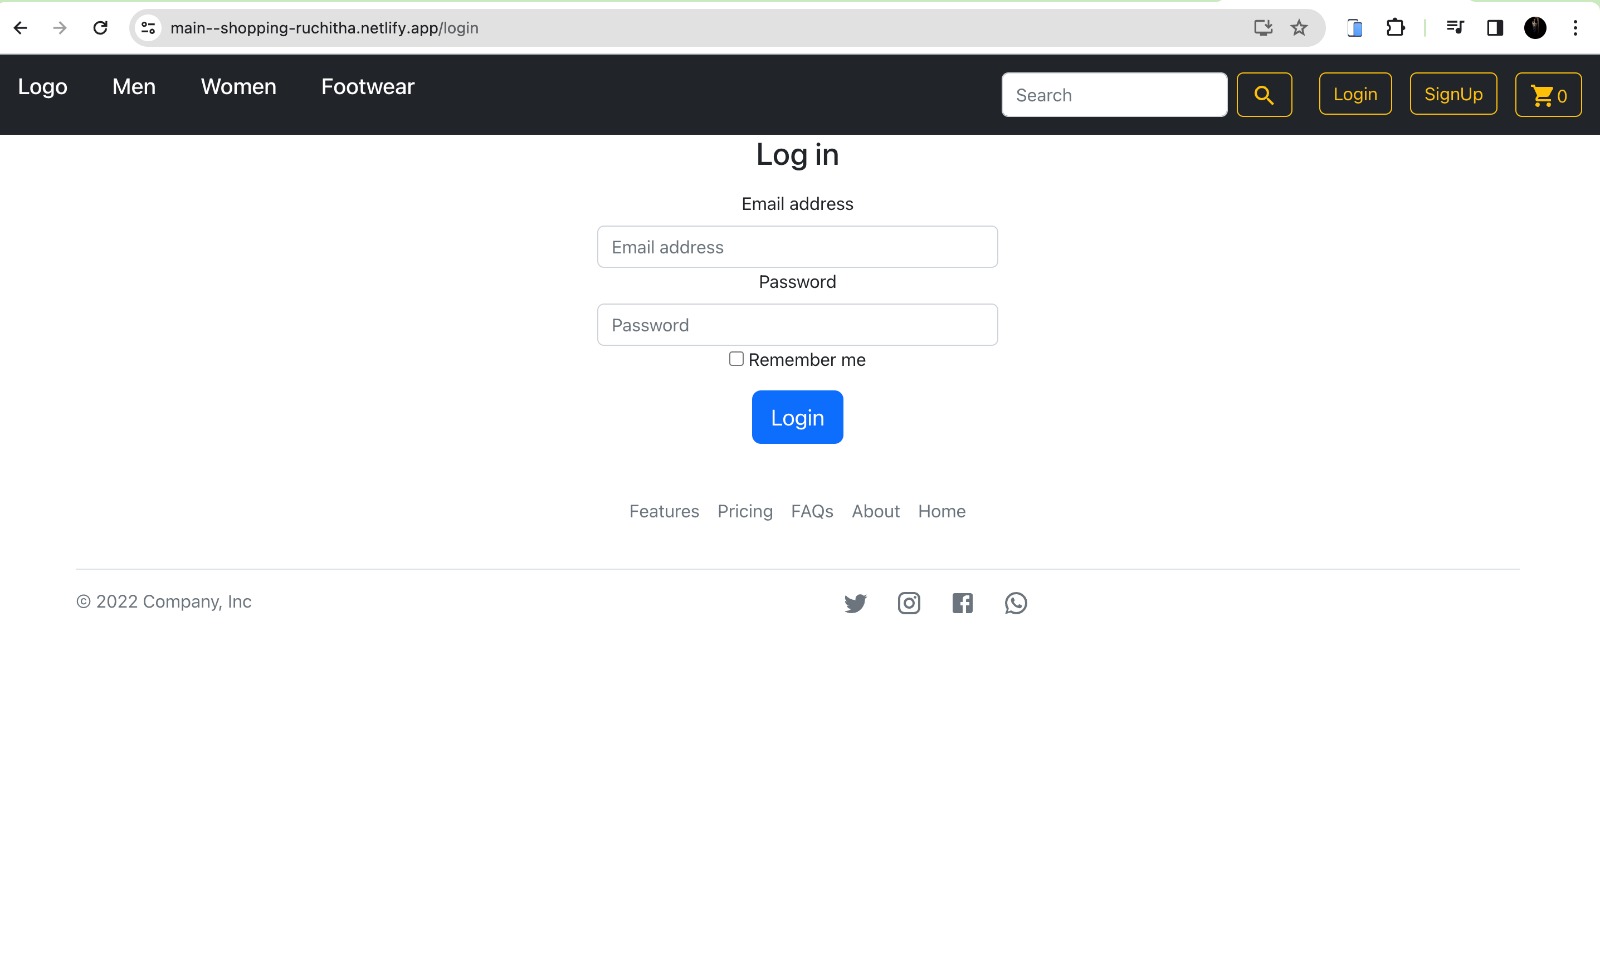 main--shopping-ruchitha.netlify.app/login
Logo Men Women Footwear Search Login SignUp 0
Log in
Email address
Email address
Password
Password
Remember me
Login
Features Pricing FAQs About Home
© 2022 Company, Inc